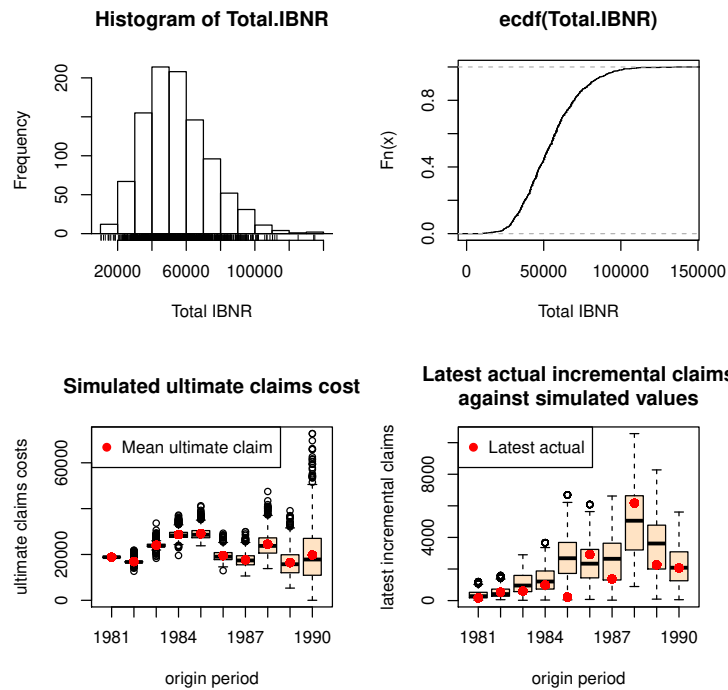 Histogram of Total.IBNR
Frequency
0
50
100
200
20000
60000
100000
Total IBNR
ecdf(Total.IBNR)
Fn(x)
0.0
0.4
0.8
0
50000
100000
150000
Total IBNR
Simulated ultimate claims cost
ultimate claims costs
0
20000
60000
Mean ultimate claim
1981
1984
1987
1990
origin period
Latest actual incremental claims
against simulated values
latest incremental claims
0
4000
8000
Latest actual
1981
1984
1987
1990
origin period